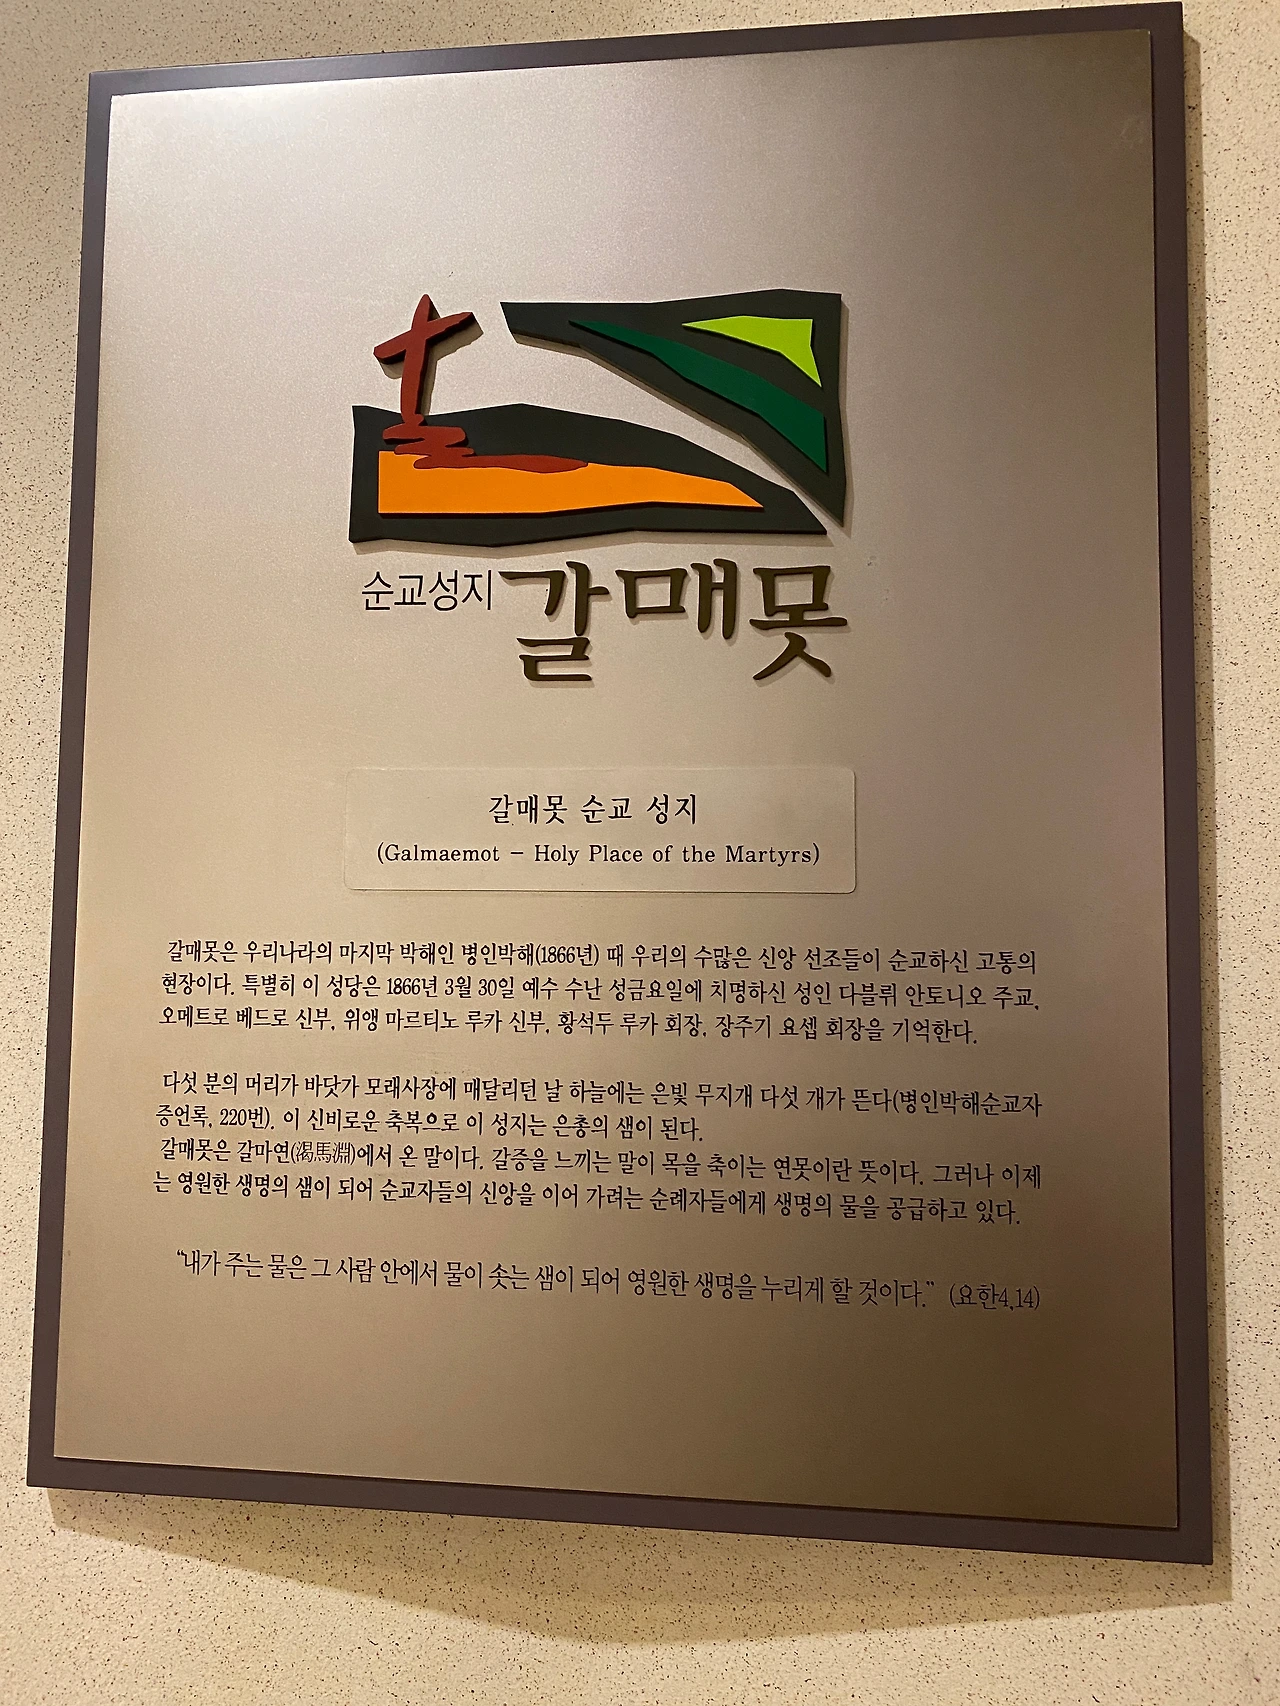 순교성지 갈매못
갈매못 순교 성지
(Galmaemot - Holy Place of the Martyrs)
갈매못은 우리나라의 마지막 박해인 병인박해(1866년) 때 우리의 수많은 신앙 선조들이 순교하신 고통의
현장이다. 특별히 이 성당은 1866년 3월 30일 예수 수난 성금요일에 치명하신 성인 다블뤼 안토니오 주교,
오메트로 베드로 신부, 위앵 마르티노 루카 신부, 황석두 루카 회장, 장주기 요셉 회장을 기억한다.
다섯 분의 머리가 바닷가 모래사장에 매달리던 날 하늘에는 은빛 무지개 다섯 개가 뜬다(병인박해순교자
증언록, 220번). 이 신비로운 축복으로 이 성지는 은총의 샘이 된다.
갈매못은 갈마연(渴馬淵)에서 온 말이다. 갈증을 느끼는 말이 목을 축이는 연못이란 뜻이다. 그러나 이제
는 영원한 생명의 샘이 되어 순교자들의 신앙을 이어 가려는 순례자들에게 생명의 물을 공급하고 있다.
“내가 주는 물은 그 사람 안에서 물이 솟는 샘이 되어 영원한 생명을 누리게 할 것이다.” (요한4,14)